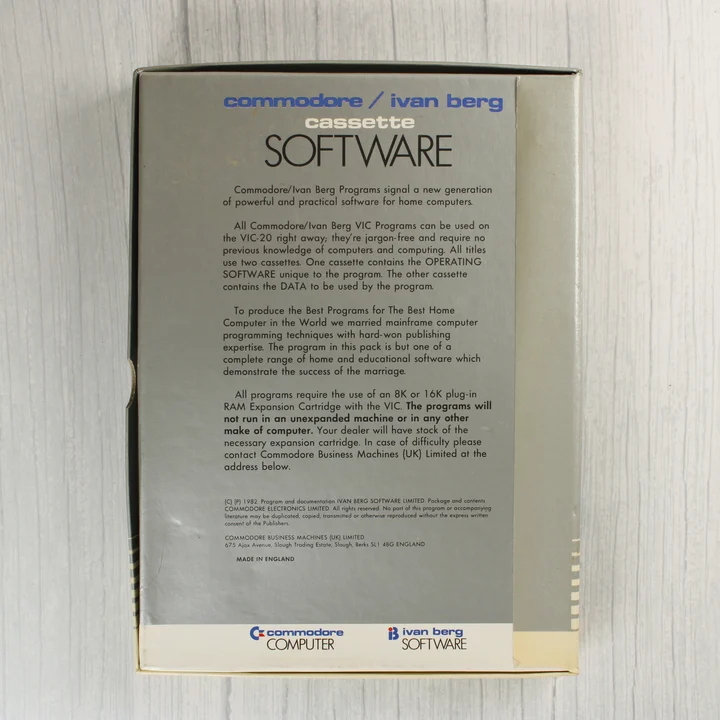 commodore / ivan berg
cassette
SOFTWARE
Commodore/Ivan Berg Programs signal a new generation
of powerful and practical software for home computers.
All Commodore/Ivan Berg VIC Programs can be used on
the VIC-20 right away; they're jargon-free and require no
previous knowledge of computers and computing. All titles
use two cassettes. One cassette contains the OPERATING
SOFTWARE unique to the program. The other cassette
contains the DATA to be used by the program.
To produce the Best Programs for The Best Home
Computer in the World we married mainframe computer
programming techniques with hard-won publishing
expertise. The program in this pack is but one of a
complete range of home and educational software which
demonstrate the success of the marriage.
All programs require the use of an 8K or 16K plug-in
RAM Expansion Cartridge with the VIC. The programs will
not run in an unexpanded machine or in any other
make of computer. Your dealer will have stock of the
necessary expansion cartridge. In case of difficulty please
contact Commodore Business Machines (UK) Limited at the
address below.
(C) (P) 1982. Program and documentation IVAN BERG SOFTWARE LIMITED. Package and contents
COMMODORE ELECTRONICS LIMITED. All rights reserved. No part of this program or accompanying
literature may be duplicated, copied, transmitted or otherwise reproduced without the express written
consent of the Publishers.
COMMODORE BUSINESS MACHINES (UK) LIMITED
675 Ajax Avenue, Slough Trading Estate, Slough, Berks SL1 4BG ENGLAND
MADE IN ENGLAND
commodore
COMPUTER
ivan berg
SOFTWARE